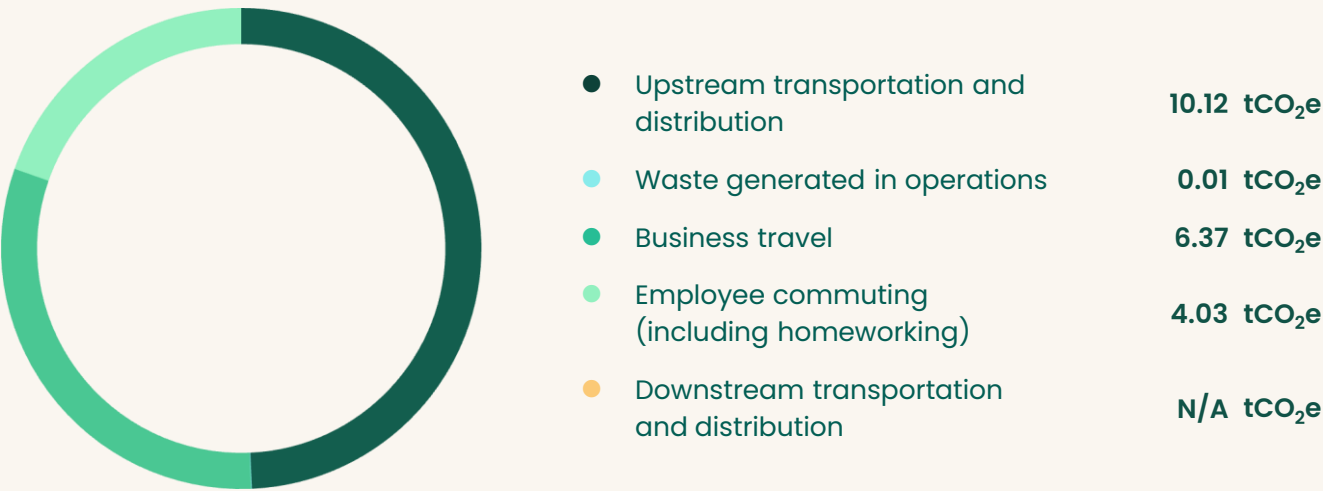 Upstream transportation and
distribution
10.12 tCO₂e
Waste generated in operations
0.01 tCO₂e
Business travel
6.37 tCO₂e
Employee commuting
(including homeworking)
4.03 tCO₂e
Downstream transportation
and distribution
N/A tCO₂e